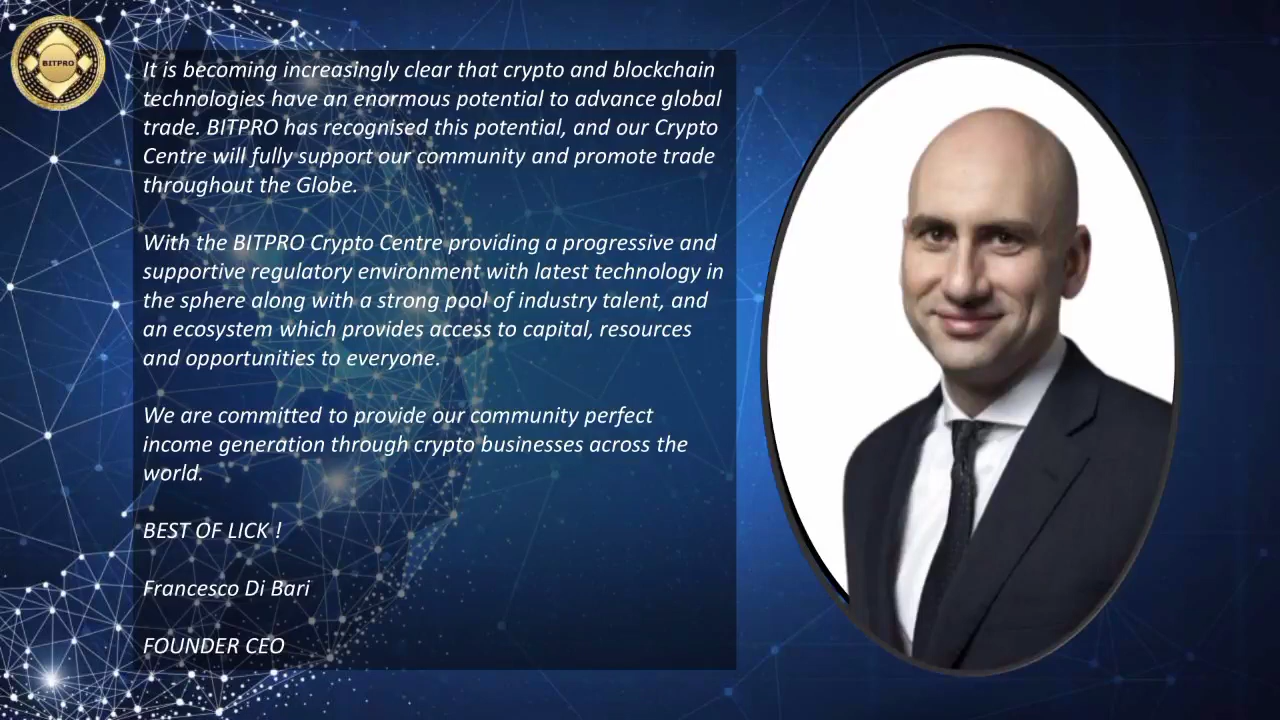 BITPRO
It is becoming increasingly clear that crypto and blockchain
technologies have an enormous potential to advance global
trade. BITPRO has recognised this potential, and our Crypto
Centre will fully support our community and promote trade
throughout the Globe.
With the BITPRO Crypto Centre providing a progressive and
supportive regulatory environment with latest technology in
the sphere along with a strong pool of industry talent, and
an ecosystem which provides access to capital, resources
and opportunities to everyone.
We are committed to provide our community perfect
income generation through crypto businesses across the
world.
BEST OF LICK !
Francesco Di Bari
FOUNDER CEO